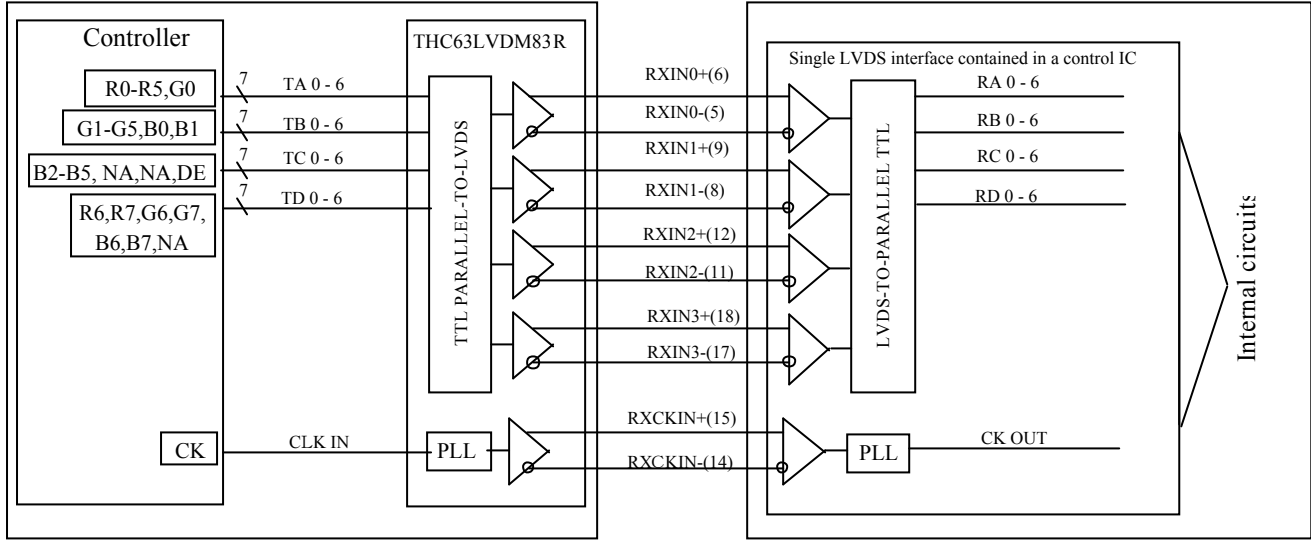 Controller
R0-R5,G0
G1-G5,B0,B1
B2-B5, NA,NA,DE
R6,R7,G6,G7,
B6,B7,NA
CK
7
TA 0 - 6
7
TB 0 - 6
7
TC 0 - 6
7
TD 0 - 6
CLK IN
THC63LVDM83R
TTL PARALLEL-TO-LVDS
PLL
RXIN0+(6)
RXIN0-(5)
RXIN1+(9)
RXIN1-(8)
RXIN2+(12)
RXIN2-(11)
RXIN3+(18)
RXIN3-(17)
RXCKIN+(15)
RXCKIN-(14)
Single LVDS interface contained in a control IC
LVDS-TO-PARALLEL TTL
PLL
RA 0 - 6
RB 0 - 6
RC 0 - 6
RD 0 - 6
CK OUT
Internal circuits